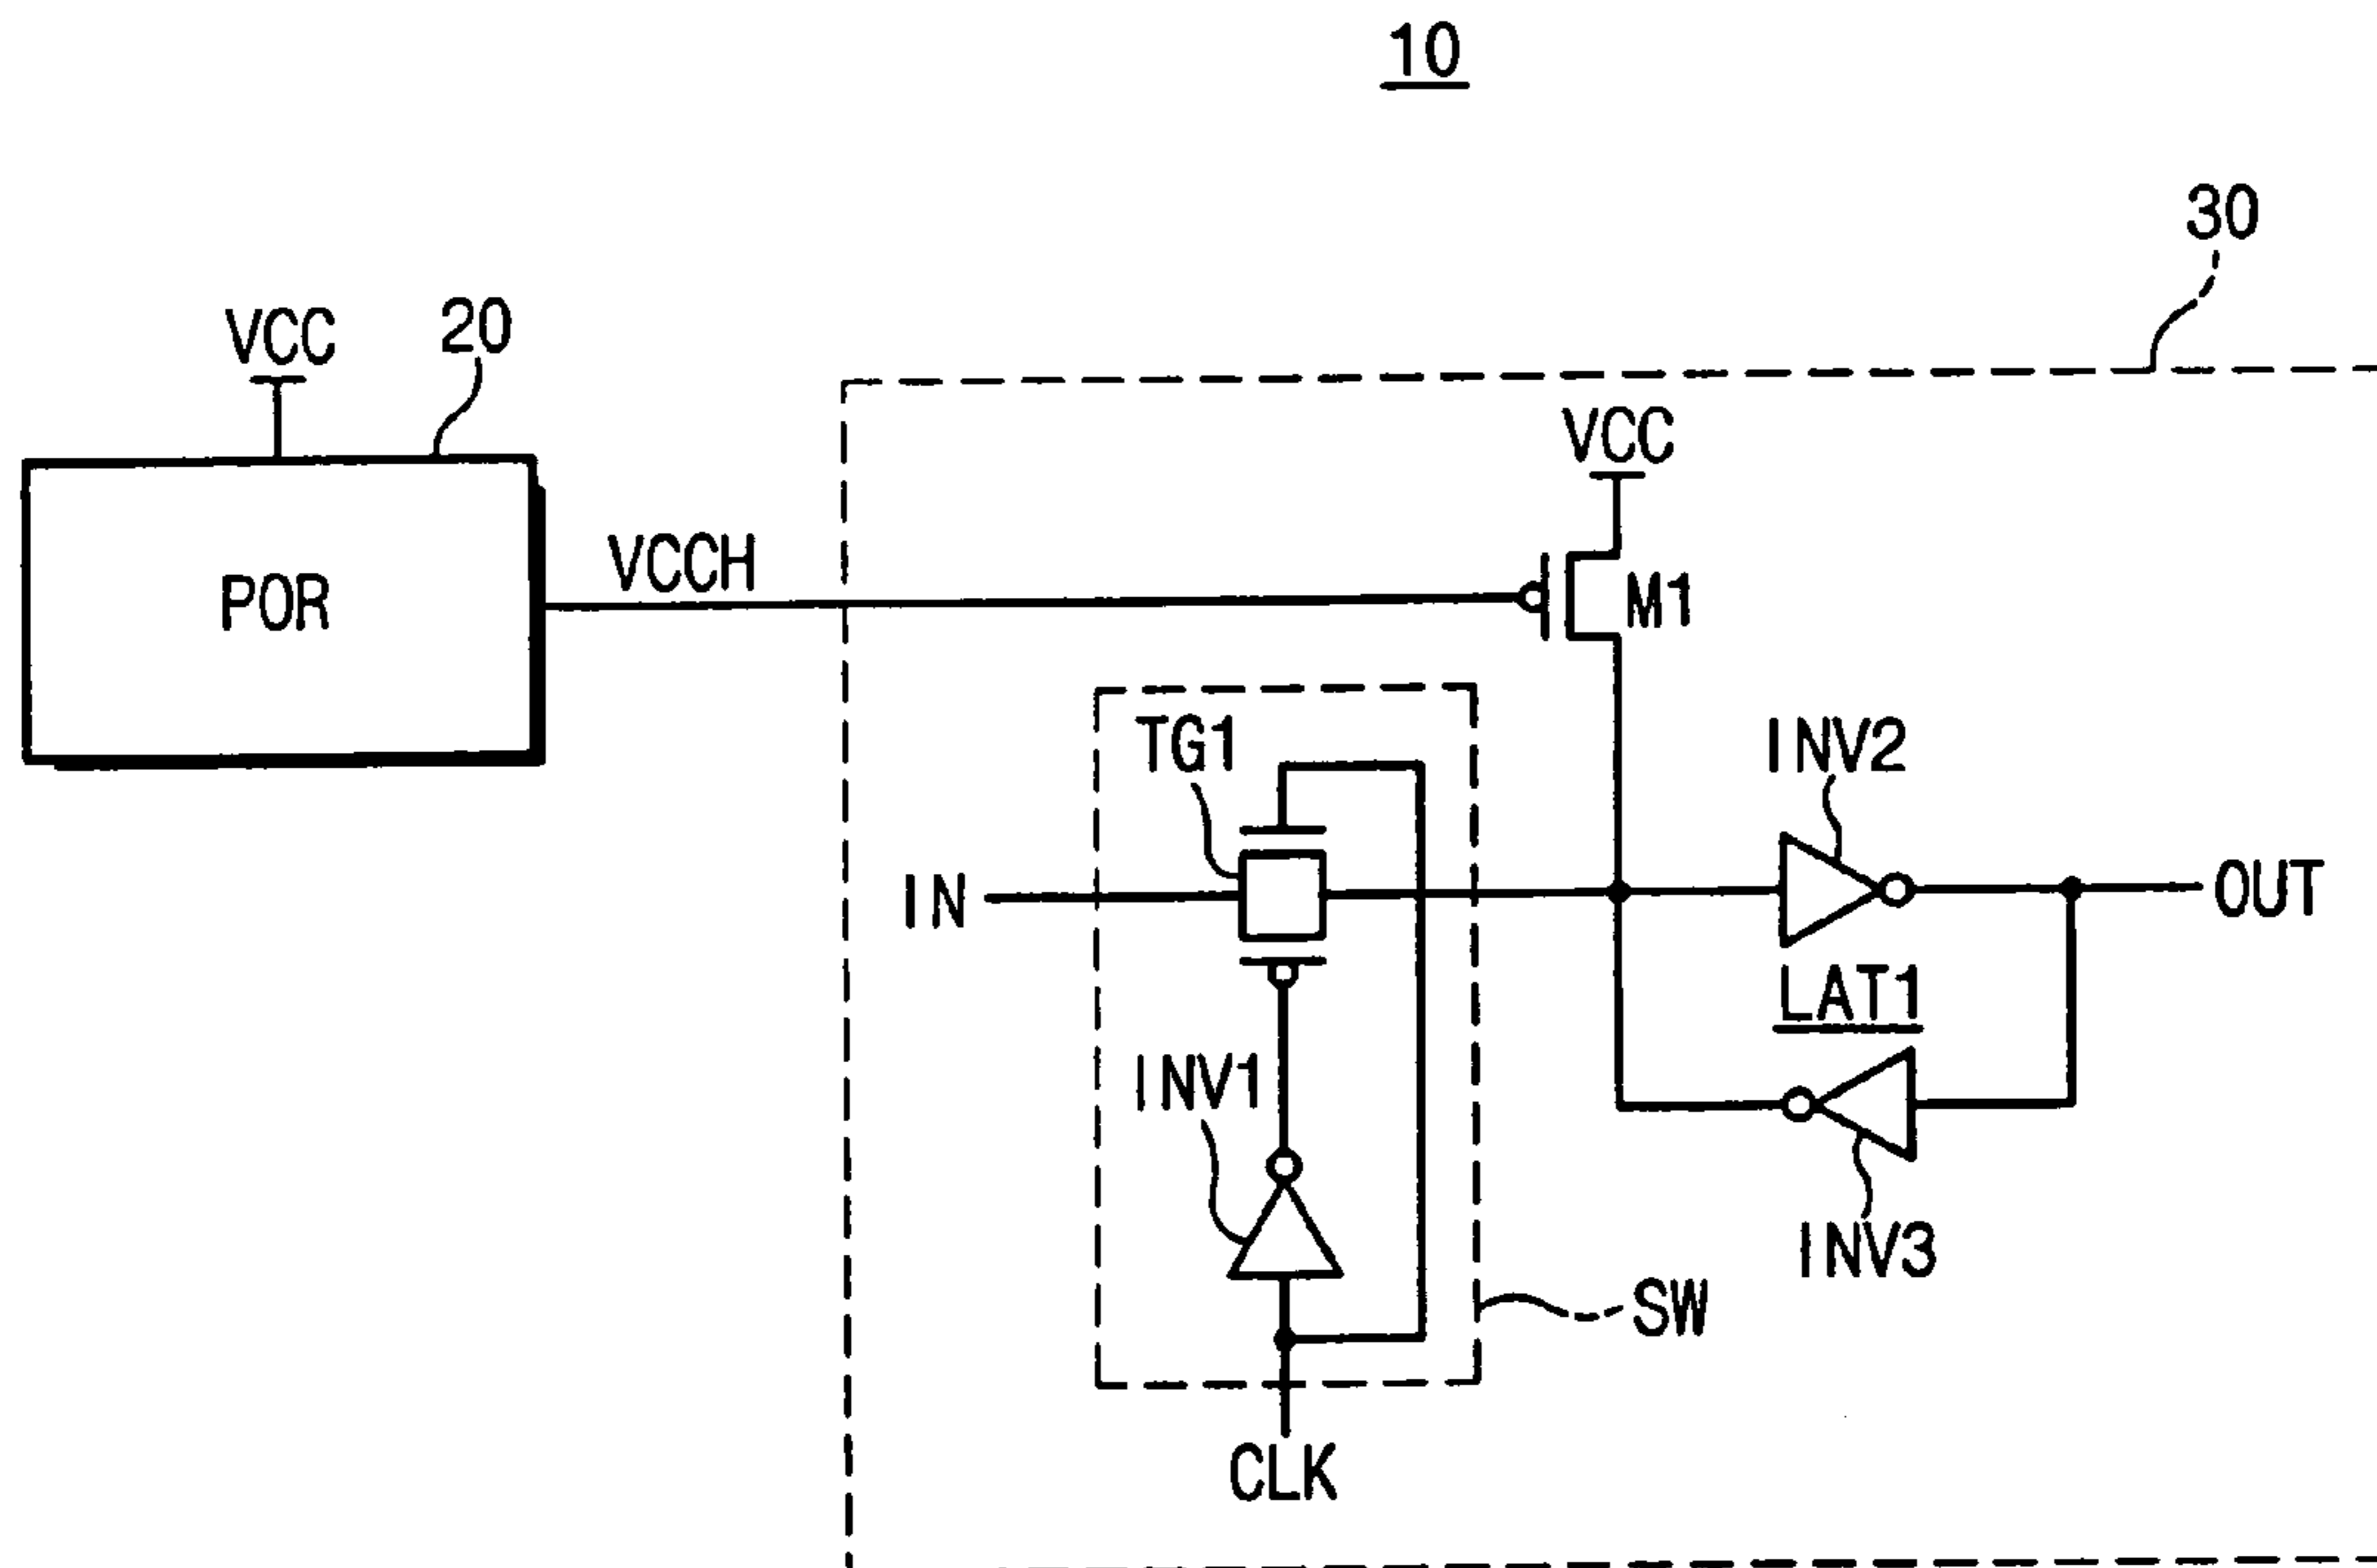 10
30
VCC
20
VCC
VCCH
M1
POR
TG1
INV2
IN
OUT
LAT1
INV1
INV3
SW
CLK